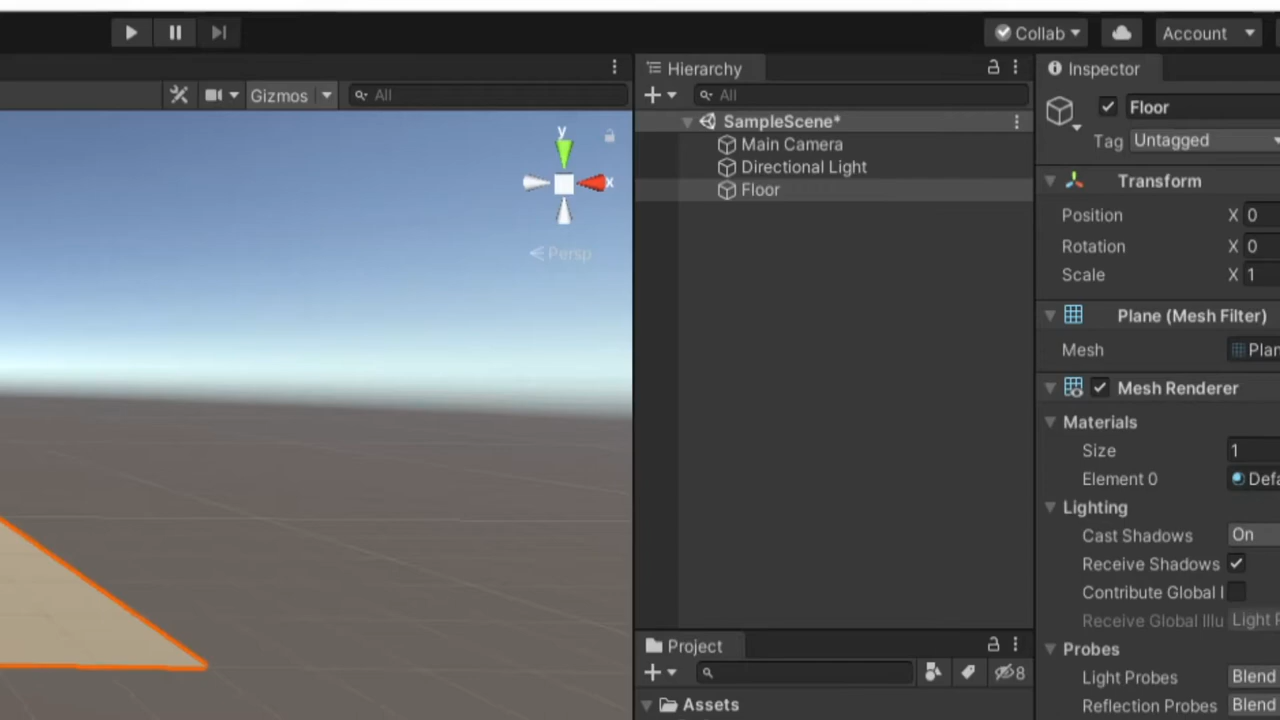 Collab
Account
Gizmos
All
y
x
Persp
Hierarchy
All
SampleScene*
Main Camera
Directional Light
Floor
Project
8
Assets
Inspector
Floor
Tag Untagged
Transform
Position X 0
Rotation X 0
Scale X 1
Plane (Mesh Filter)
Mesh Plan
Mesh Renderer
Materials
Size 1
Element 0 Defa
Lighting
Cast Shadows On
Receive Shadows
Contribute Global I
Receive Global Illu Light P
Probes
Light Probes Blend
Reflection Probes Blend